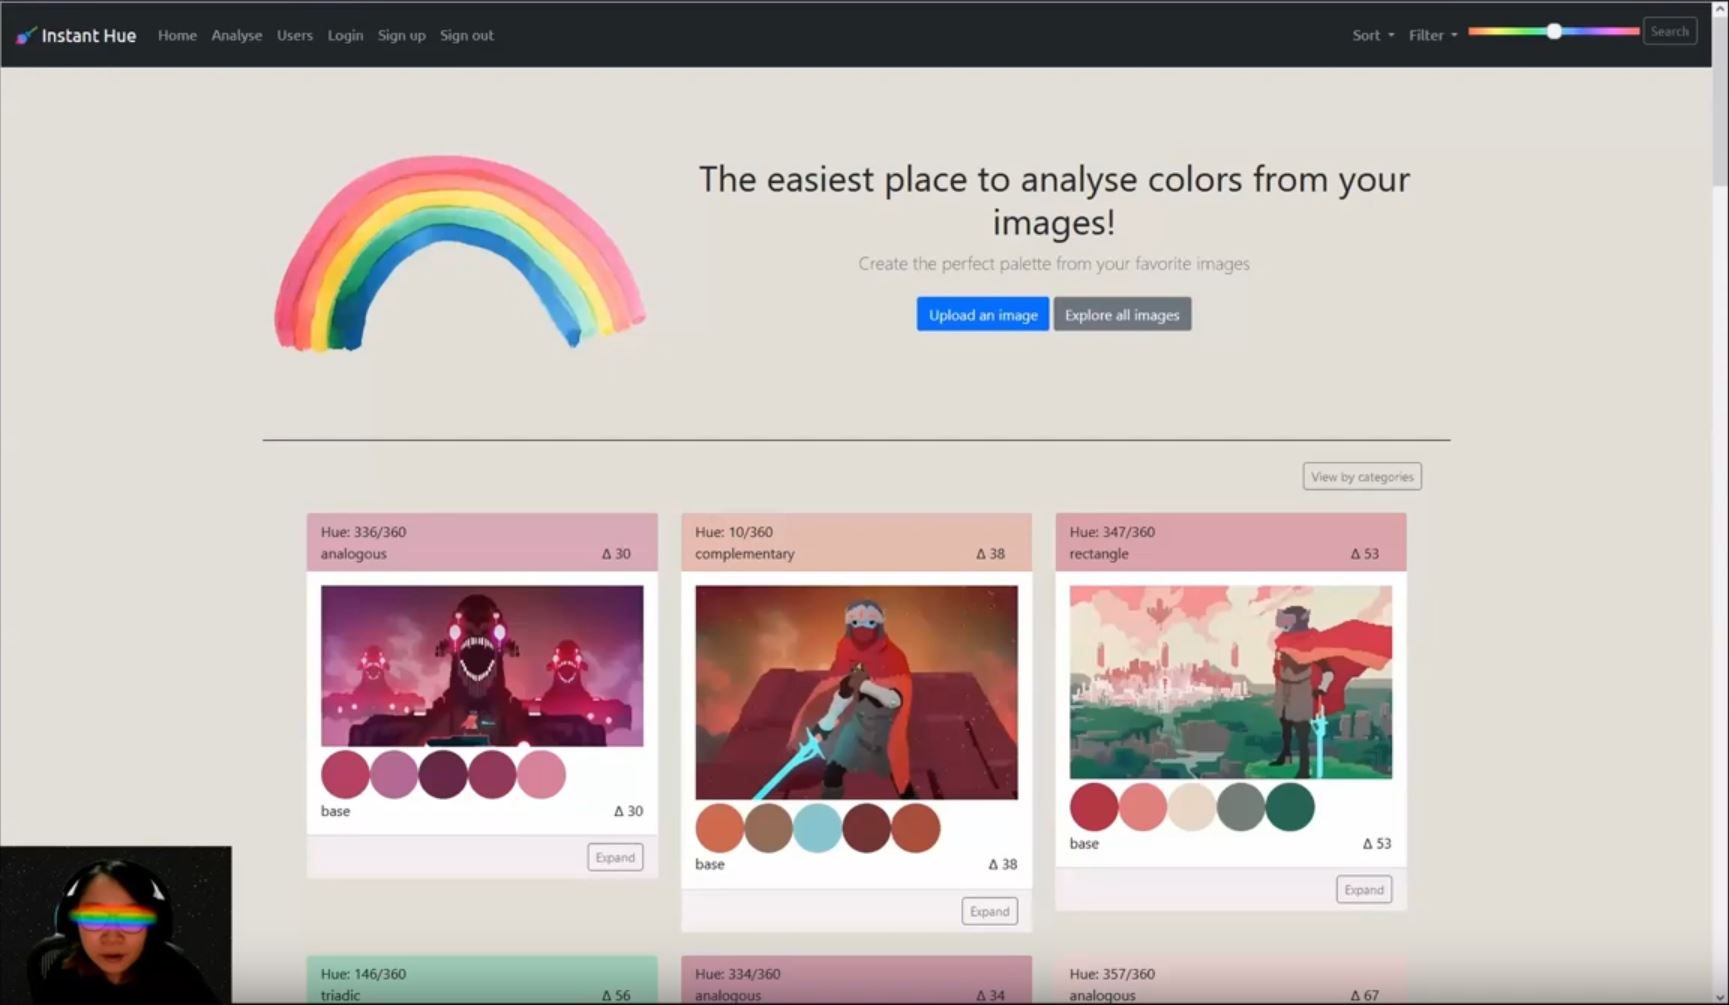 Instant Hue Home Analyse Users Login Sign up Sign out Sort Filter Search
The easiest place to analyse colors from your
images!
Create the perfect palette from your favorite images
Upload an image Explore all images
View by categories
Hue: 336/360
analogous Δ 30
base Δ 30
Expand
Hue: 10/360
complementary Δ 38
base Δ 38
Expand
Hue: 347/360
rectangle Δ 53
base Δ 53
Expand
Hue: 146/360
triadic Δ 56
Hue: 334/360
analogous Δ 34
Hue: 357/360
analogous Δ 67